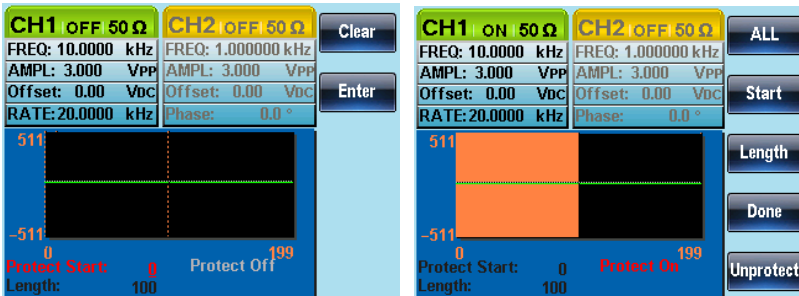 CH1 OFF 50 Ω CH2 OFF 50 Ω Clear
FREQ: 10.0000 kHz FREQ: 1.000000 kHz
AMPL: 3.000 VPP AMPL: 3.000 VPP
Offset: 0.00 VDC Offset: 0.00 VDC Enter
RATE: 20.0000 kHz Phase: 0.0 °
511
-511
0 199
Protect Start: 0 Protect Off
Length: 100
CH1 ON 50 Ω CH2 OFF 50 Ω ALL
FREQ: 10.0000 kHz FREQ: 1.000000 kHz
AMPL: 3.000 VPP AMPL: 3.000 VPP
Offset: 0.00 VDC Offset: 0.00 VDC Start
RATE: 20.0000 kHz Phase: 0.0 °
511
Length
-511
Done
0 199
Protect Start: 0 Protect On
Unprotect
Length: 100